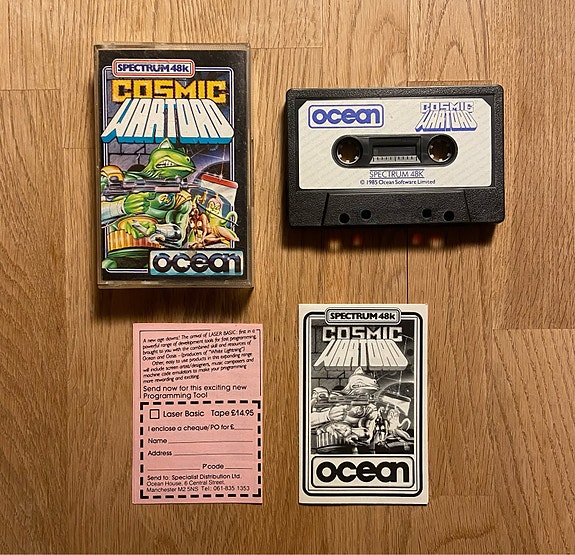 SPECTRUM 48K
COSMIC
WARTOAD
ocean
ocean
COSMIC
WARTOAD
SPECTRUM 48K
© 1985 Ocean Software Limited
A new age dawns! The arrival of LASER BASIC: first in a
powerful range of development tools for fast programming,
brought to you with the combined skill and resources of
Ocean and Oasis - (producers of "White Lightning").
Other, easy to use products in this expanding range
will include screen artist/designers, music computers and
machine code emulators to make your programming
more rewarding and exciting.
Send now for this exciting new
Programming Tool
Laser Basic Tape £14.95
I enclose a cheque/PO for £
Name
Address
P'code
Send to: Specialist Distribution Ltd.
Ocean House, 6 Central Street,
Manchester M2 5NS Tel: 061-835 1353
SPECTRUM 48K
COSMIC
WARTOAD
ocean